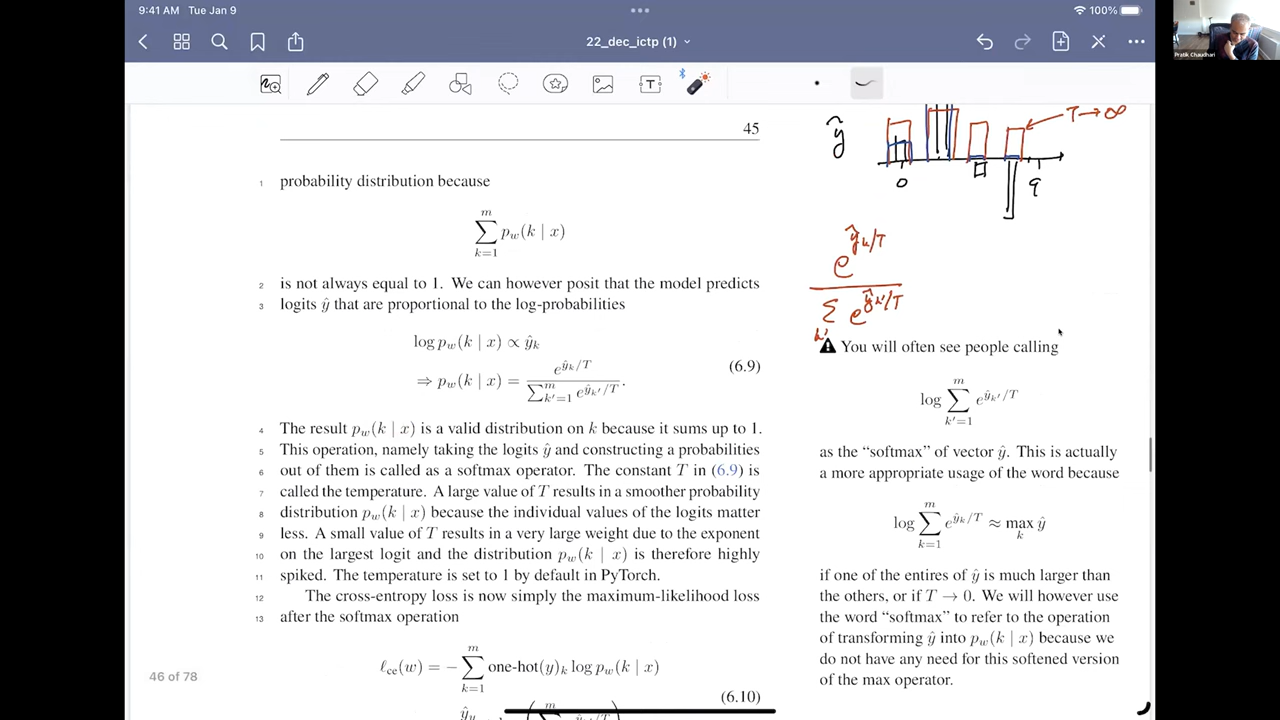 9:41 AM Tue Jan 9
100%
22_dec_ictp (1)
Pratik Chaudhari
45
1 probability distribution because
∑_{k=1}^{m} p_w(k | x)
2 is not always equal to 1. We can however posit that the model predicts
3 logits ŷ that are proportional to the log-probabilities
log p_w(k | x) ∝ ŷ_k
⇒ p_w(k | x) = e^{ŷ_k/T} / ∑_{k'=1}^{m} e^{ŷ_{k'}/T}. (6.9)
4 The result p_w(k | x) is a valid distribution on k because it sums up to 1.
5 This operation, namely taking the logits ŷ and constructing a probabilities
6 out of them is called as a softmax operator. The constant T in (6.9) is
7 called the temperature. A large value of T results in a smoother probability
8 distribution p_w(k | x) because the individual values of the logits matter
9 less. A small value of T results in a very large weight due to the exponent
10 on the largest logit and the distribution p_w(k | x) is therefore highly
11 spiked. The temperature is set to 1 by default in PyTorch.
12 The cross-entropy loss is now simply the maximum-likelihood loss
13 after the softmax operation
ℓ_ce(w) = − ∑_{k=1}^{m} one-hot(y)_k log p_w(k | x)
(6.10)
46 of 78
ŷ
T → ∞
0 9
e^{ŷ_k/T}
∑_{k'} e^{ŷ_{k'}/T}
You will often see people calling
log ∑_{k'=1}^{m} e^{ŷ_{k'}/T}
as the “softmax” of vector ŷ. This is actually
a more appropriate usage of the word because
log ∑_{k=1}^{m} e^{ŷ_k/T} ≈ max_k ŷ
if one of the entires of ŷ is much larger than
the others, or if T → 0. We will however use
the word “softmax” to refer to the operation
of transforming ŷ into p_w(k | x) because we
do not have any need for this softened version
of the max operator.